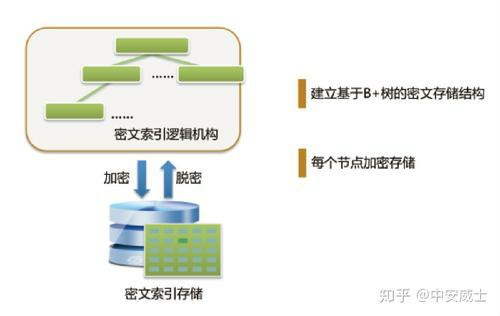 ……
……
密文索引逻辑机构
加密
脱密
密文索引存储
建立基于B+树的密文存储结构
每个节点加密存储
知乎 @中安威士